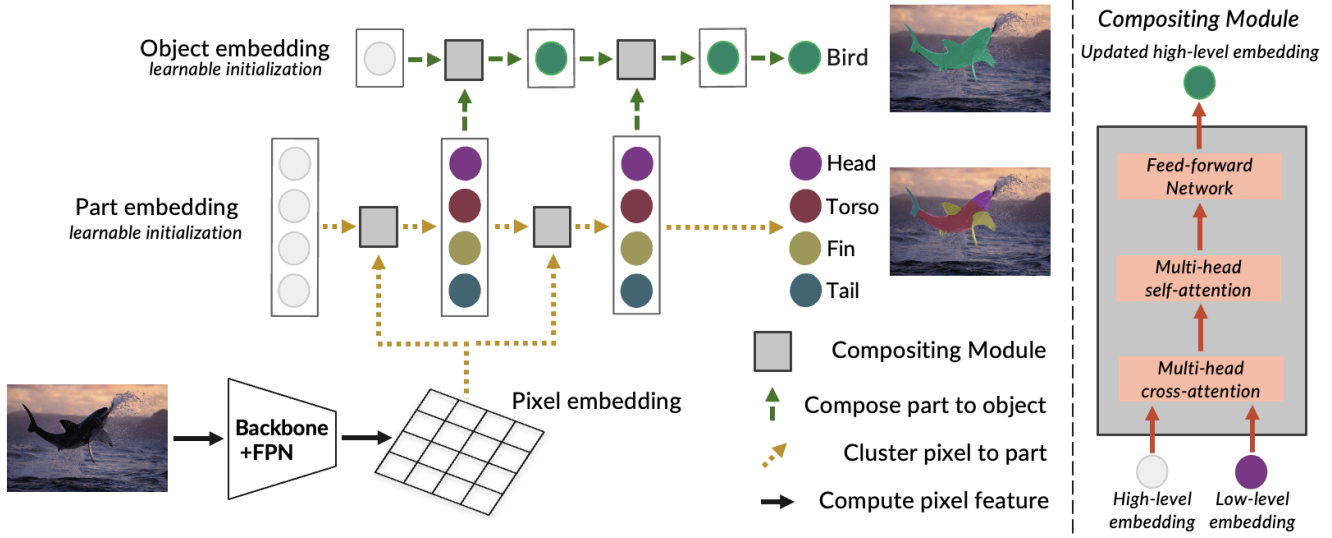 Object embedding
learnable initialization
Bird
Part embedding
learnable initialization
Head
Torso
Fin
Tail
Backbone
+FPN
Pixel embedding
Compositing Module
Compose part to object
Cluster pixel to part
Compute pixel feature
Compositing Module
Updated high-level embedding
Feed-forward
Network
Multi-head
self-attention
Multi-head
cross-attention
High-level
embedding
Low-level
embedding